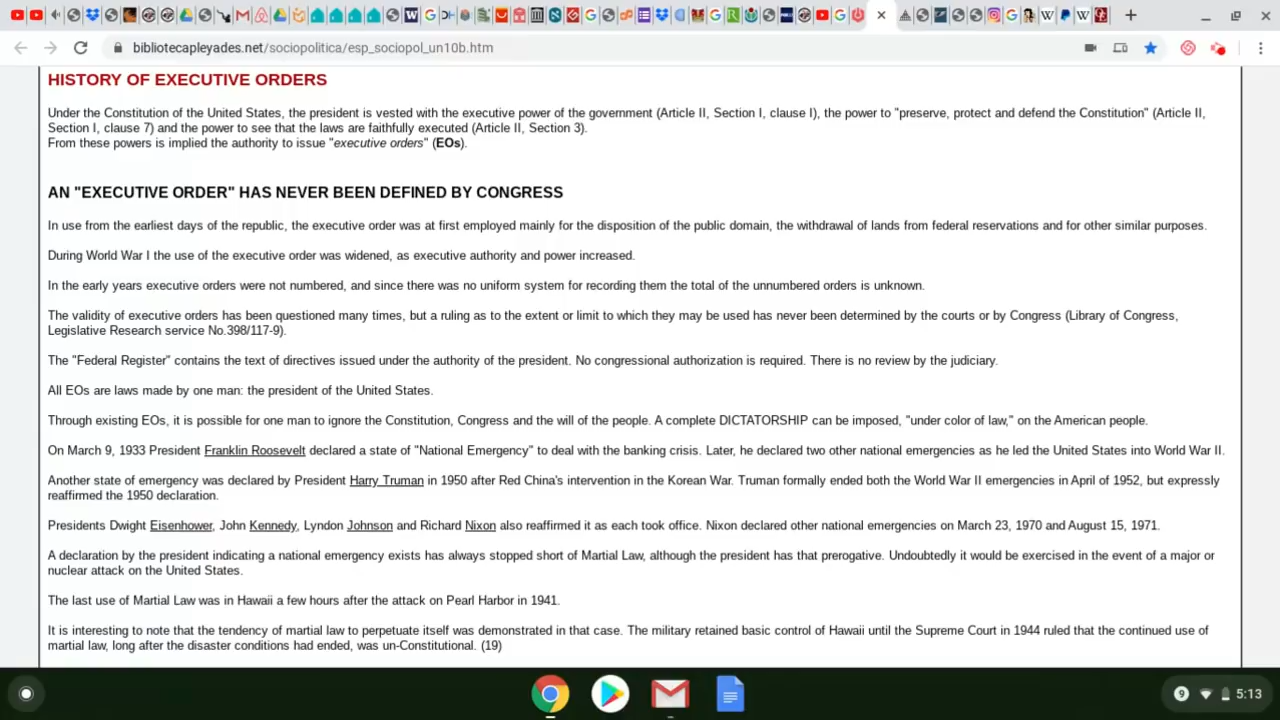 bibliotecapleyades.net/sociopolitica/esp_sociopol_un10b.htm
HISTORY OF EXECUTIVE ORDERS
Under the Constitution of the United States, the president is vested with the executive power of the government (Article II, Section I, clause I), the power to "preserve, protect and defend the Constitution" (Article II,
Section I, clause 7) and the power to see that the laws are faithfully executed (Article II, Section 3).
From these powers is implied the authority to issue "executive orders" (EOs).
AN "EXECUTIVE ORDER" HAS NEVER BEEN DEFINED BY CONGRESS
In use from the earliest days of the republic, the executive order was at first employed mainly for the disposition of the public domain, the withdrawal of lands from federal reservations and for other similar purposes.
During World War I the use of the executive order was widened, as executive authority and power increased.
In the early years executive orders were not numbered, and since there was no uniform system for recording them the total of the unnumbered orders is unknown.
The validity of executive orders has been questioned many times, but a ruling as to the extent or limit to which they may be used has never been determined by the courts or by Congress (Library of Congress,
Legislative Research service No.398/117-9).
The "Federal Register" contains the text of directives issued under the authority of the president. No congressional authorization is required. There is no review by the judiciary.
All EOs are laws made by one man: the president of the United States.
Through existing EOs, it is possible for one man to ignore the Constitution, Congress and the will of the people. A complete DICTATORSHIP can be imposed, "under color of law," on the American people.
On March 9, 1933 President Franklin Roosevelt declared a state of "National Emergency" to deal with the banking crisis. Later, he declared two other national emergencies as he led the United States into World War II.
Another state of emergency was declared by President Harry Truman in 1950 after Red China's intervention in the Korean War. Truman formally ended both the World War II emergencies in April of 1952, but expressly
reaffirmed the 1950 declaration.
Presidents Dwight Eisenhower, John Kennedy, Lyndon Johnson and Richard Nixon also reaffirmed it as each took office. Nixon declared other national emergencies on March 23, 1970 and August 15, 1971.
A declaration by the president indicating a national emergency exists has always stopped short of Martial Law, although the president has that prerogative. Undoubtedly it would be exercised in the event of a major or
nuclear attack on the United States.
The last use of Martial Law was in Hawaii a few hours after the attack on Pearl Harbor in 1941.
It is interesting to note that the tendency of martial law to perpetuate itself was demonstrated in that case. The military retained basic control of Hawaii until the Supreme Court in 1944 ruled that the continued use of
martial law, long after the disaster conditions had ended, was un-Constitutional. (19)
9 5:13